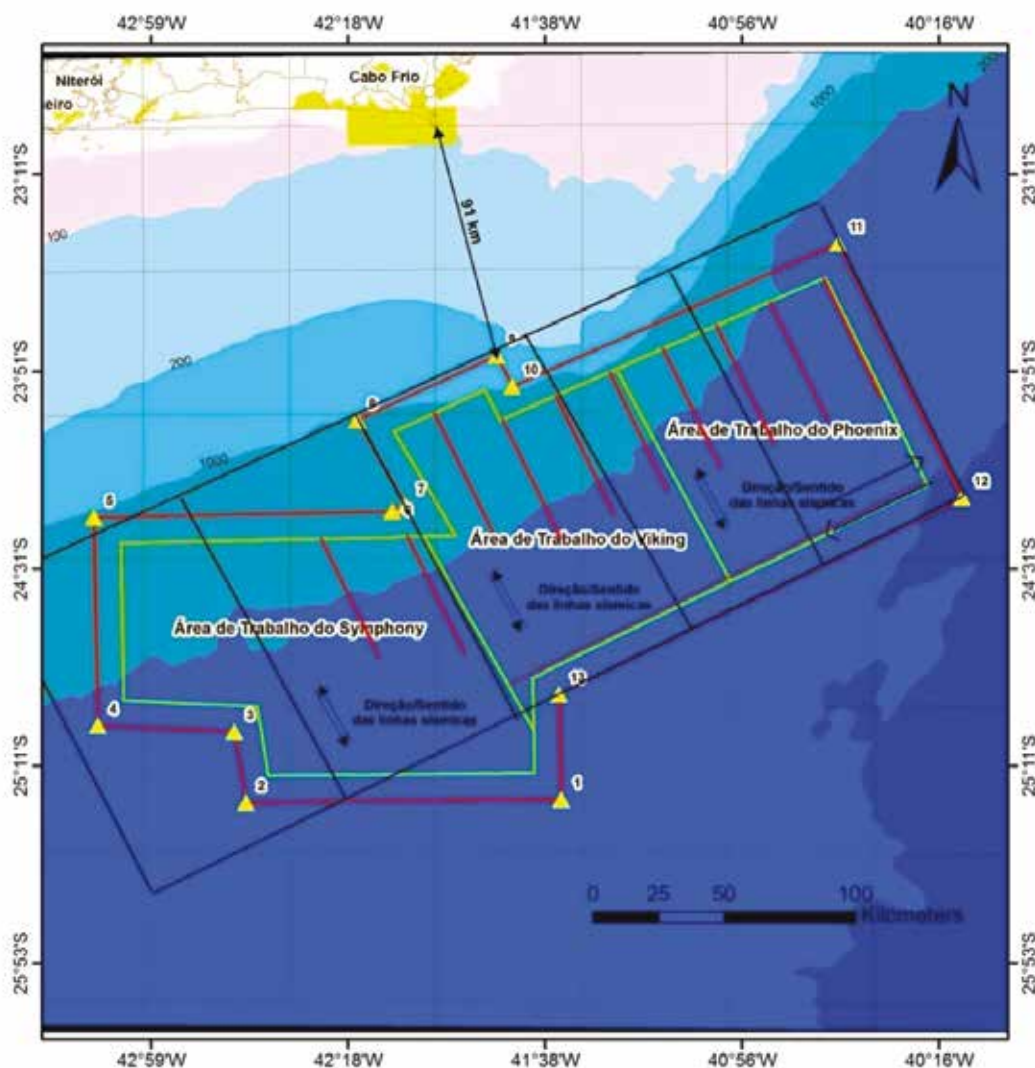 42°59"W 42°18"W 41°38"W 40°56"W 40°16"W
Niterói
Cabo Frio
eiro
1000
2000
N
23°11"S
23°11"S
100
91 km
11
200
9
23°51"S
23°51"S
10
8
Área de Trabalho do Phoenix
1000
5
7
6
Direção/Sentido
das linhas sísmicas
12
Área de Trabalho do Viking
24°31"S
24°31"S
Direção/Sentido
das linhas sísmicas
Área de Trabalho do Symphony
13
4
3
Direção/Sentido
das linhas sísmicas
25°11"S
25°11"S
2
1
0 25 50 100
Kilometers
25°53"S
25°53"S
42°59"W 42°18"W 41°38"W 40°56"W 40°16"W